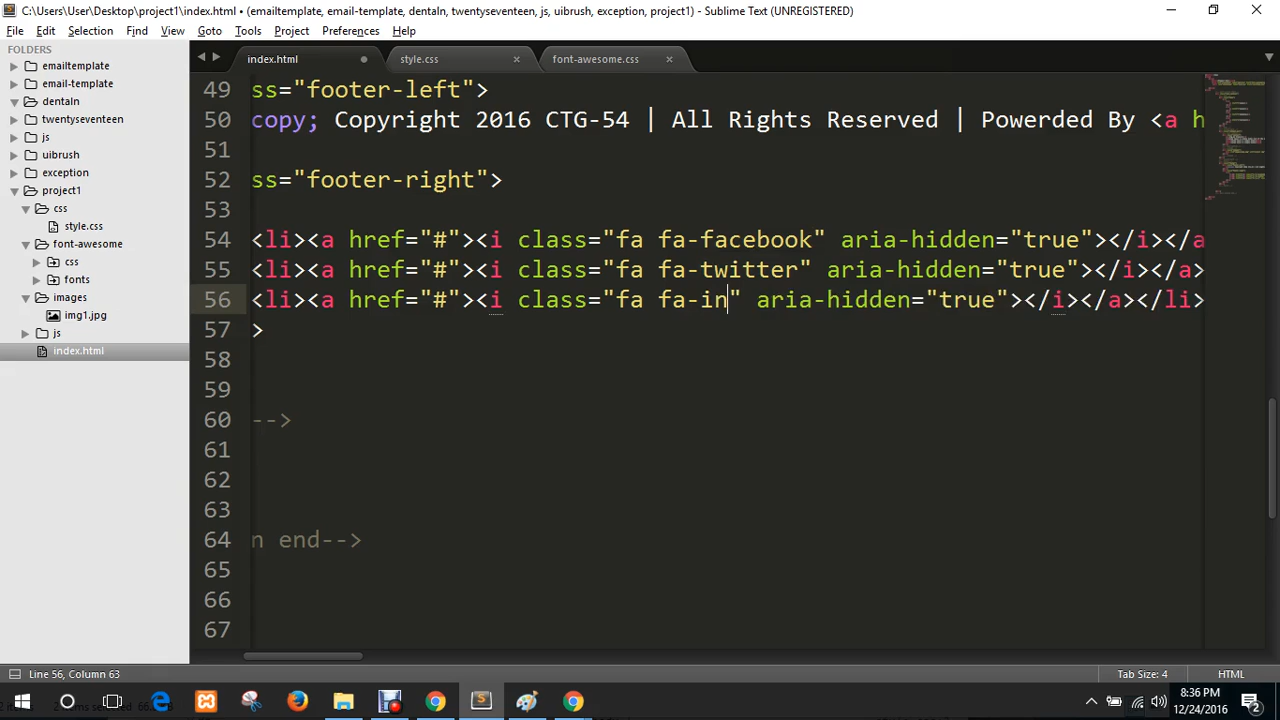 C:\Users\User\Desktop\project1\index.html • (emailtemplate, email-template, dentaln, twentyseventeen, js, uibrush, exception, project1) - Sublime Text (UNREGISTERED)
File Edit Selection Find View Goto Tools Project Preferences Help
FOLDERS
emailtemplate
email-template
dentaln
twentyseventeen
js
uibrush
exception
project1
css
style.css
font-awesome
css
fonts
images
img1.jpg
js
index.html
index.html style.css font-awesome.css
49 ss="footer-left">
50 copy; Copyright 2016 CTG-54 | All Rights Reserved | Powerded By <a h
51
52 ss="footer-right">
53
54 <li><a href="#"><i class="fa fa-facebook" aria-hidden="true"></i></a
55 <li><a href="#"><i class="fa fa-twitter" aria-hidden="true"></i></a>
56 <li><a href="#"><i class="fa fa-in" aria-hidden="true"></i></a></li>
57 >
58
59
60 -->
61
62
63
64 n end-->
65
66
67
Line 56, Column 63 Tab Size: 4 HTML
8:36 PM
12/24/2016
2